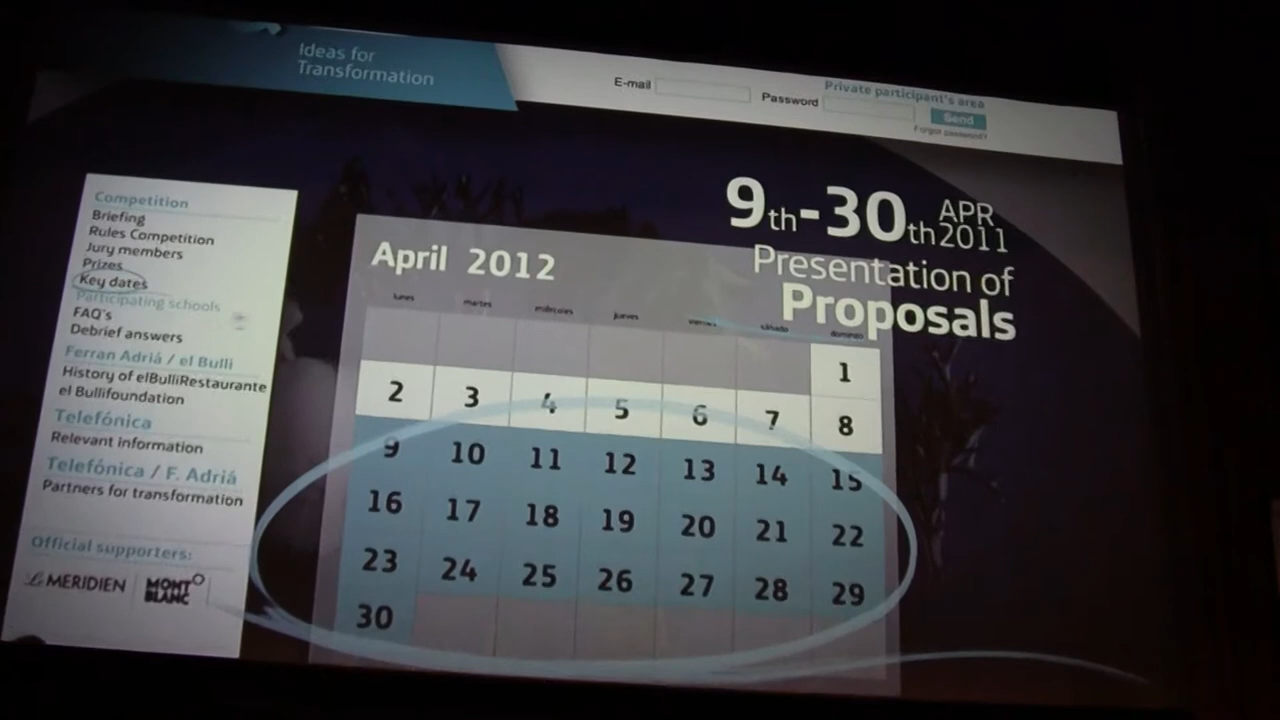 Ideas for
Transformation
E-mail
Password
Private participant's area
Send
Forgot password?
Competition
Briefing
Rules Competition
Jury members
Prizes
Key dates
Participating schools
FAQ's
Debrief answers
Ferran Adriá / el Bulli
History of elBulliRestaurante
el Bullifoundation
Telefónica
Relevant information
Telefónica / F. Adriá
Partners for transformation
Official supporters:
Le MERIDIEN
MONT
BLANC
9th-30th APR 2011
Presentation of
Proposals
April 2012
lunes martes miércoles jueves viernes sábado domingo
1
2 3 4 5 6 7 8
9 10 11 12 13 14 15
16 17 18 19 20 21 22
23 24 25 26 27 28 29
30